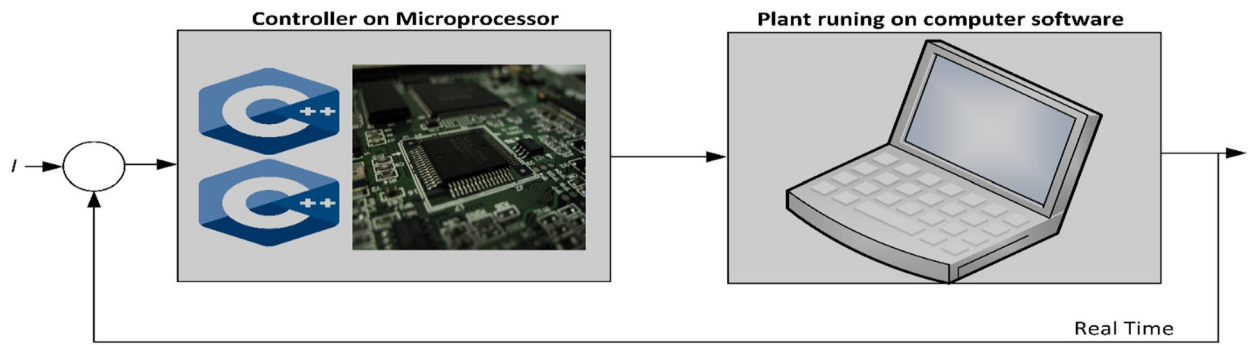 Controller on Microprocessor
Plant runing on computer software
C++
C++
I
Real Time